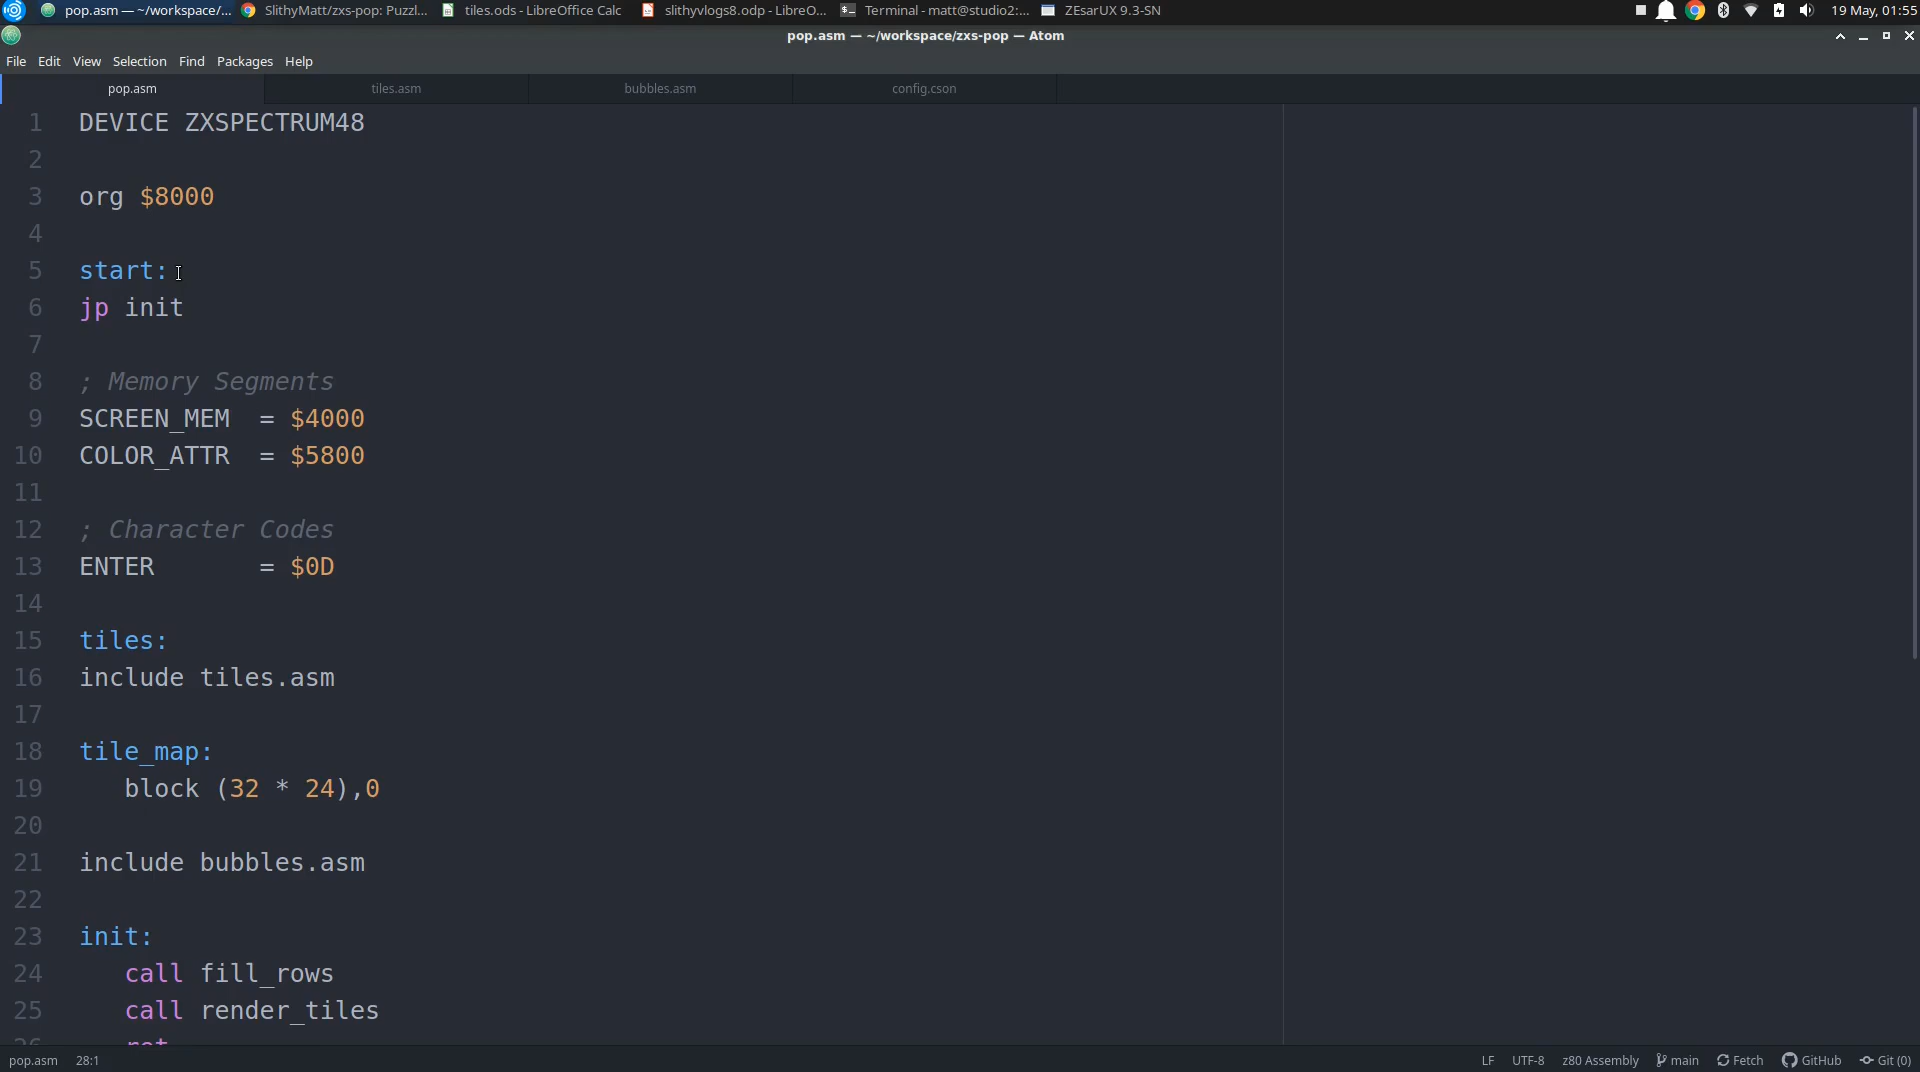 pop.asm — ~/workspace/... SlithyMatt/zxs-pop: Puzzl... tiles.ods - LibreOffice Calc slithyvlogs8.odp - LibreO... Terminal - matt@studio2:... ZEsarUX 9.3-SN 19 May, 01:55
pop.asm — ~/workspace/zxs-pop — Atom
File Edit View Selection Find Packages Help
pop.asm tiles.asm bubbles.asm config.cson
1 DEVICE ZXSPECTRUM48
2
3 org $8000
4
5 start:
6 jp init
7
8 ; Memory Segments
9 SCREEN_MEM = $4000
10 COLOR_ATTR = $5800
11
12 ; Character Codes
13 ENTER = $0D
14
15 tiles:
16 include tiles.asm
17
18 tile_map:
19 block (32 * 24),0
20
21 include bubbles.asm
22
23 init:
24 call fill_rows
25 call render_tiles
26 ret
pop.asm 28:1 LF UTF-8 z80 Assembly main Fetch GitHub Git (0)